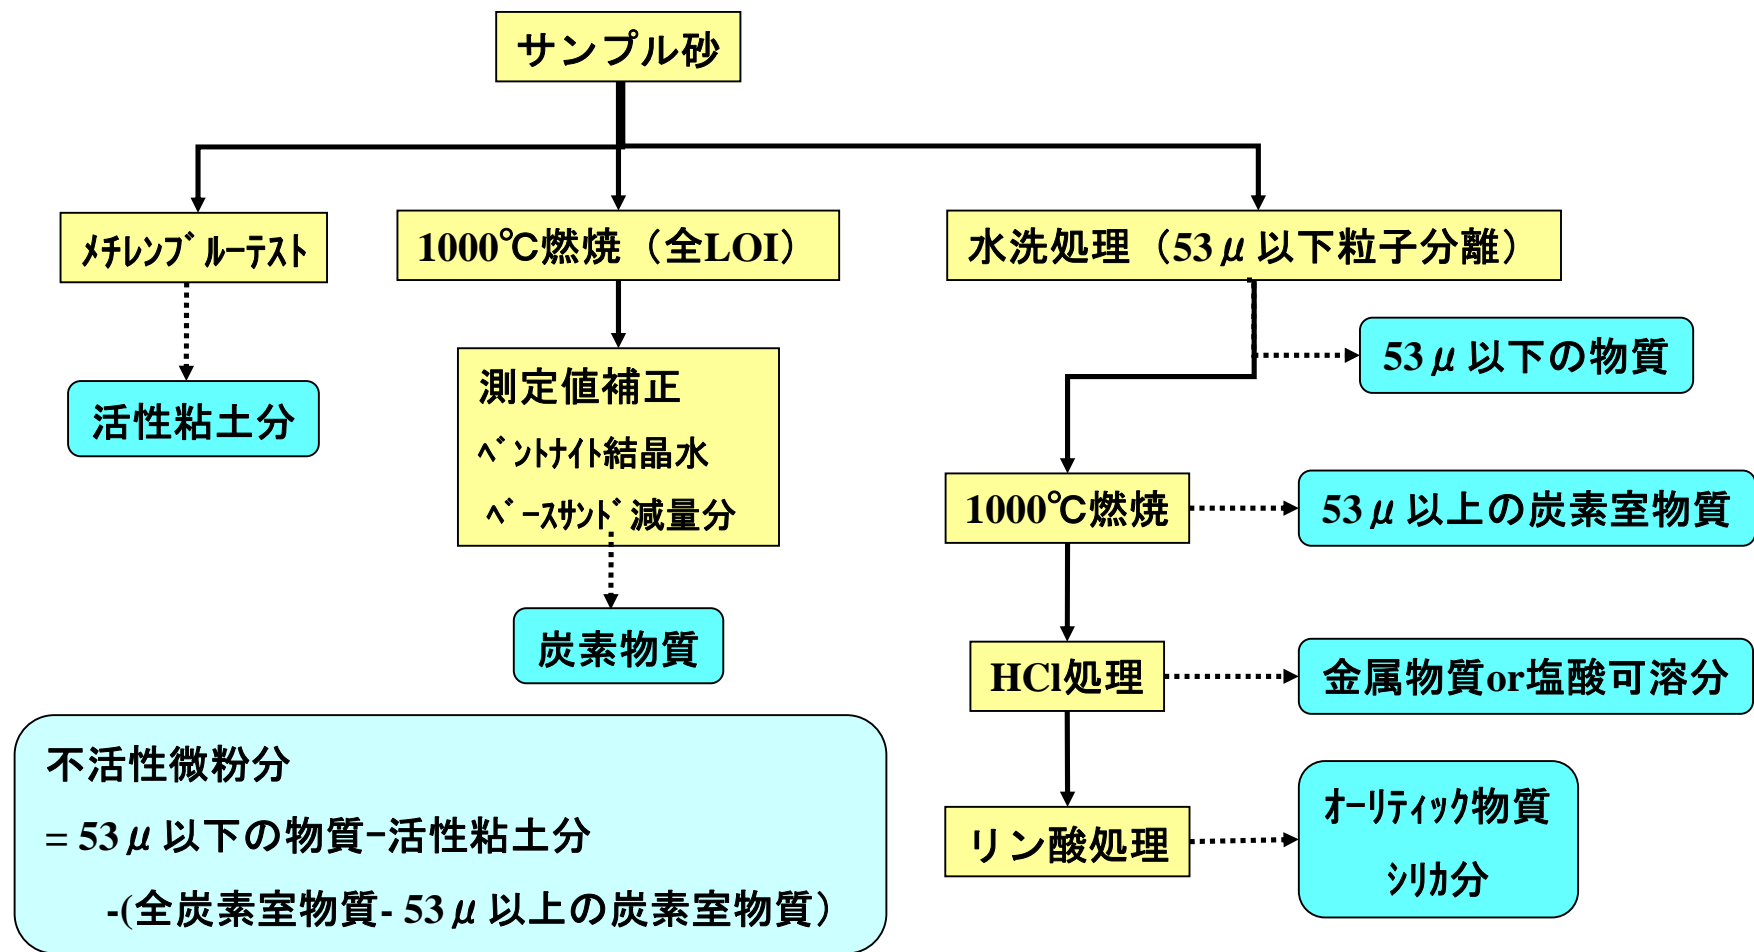 サンプル砂
ﾒﾁﾚﾝﾌﾞﾙｰﾃｽﾄ
1000℃燃焼（全LOI）
水洗処理（53μ以下粒子分離）
53μ以下の物質
活性粘土分
測定値補正
ﾍﾞﾝﾄﾅｲﾄ結晶水
ﾍﾞｰｽｻﾝﾄﾞ減量分
1000℃燃焼
53μ以上の炭素室物質
炭素物質
HCl処理
金属物質or塩酸可溶分
リン酸処理
ｵｰﾘﾃｨｯｸ物質
ｼﾘｶ分
不活性微粉分
= 53μ以下の物質−活性粘土分
-(全炭素室物質- 53μ以上の炭素室物質）